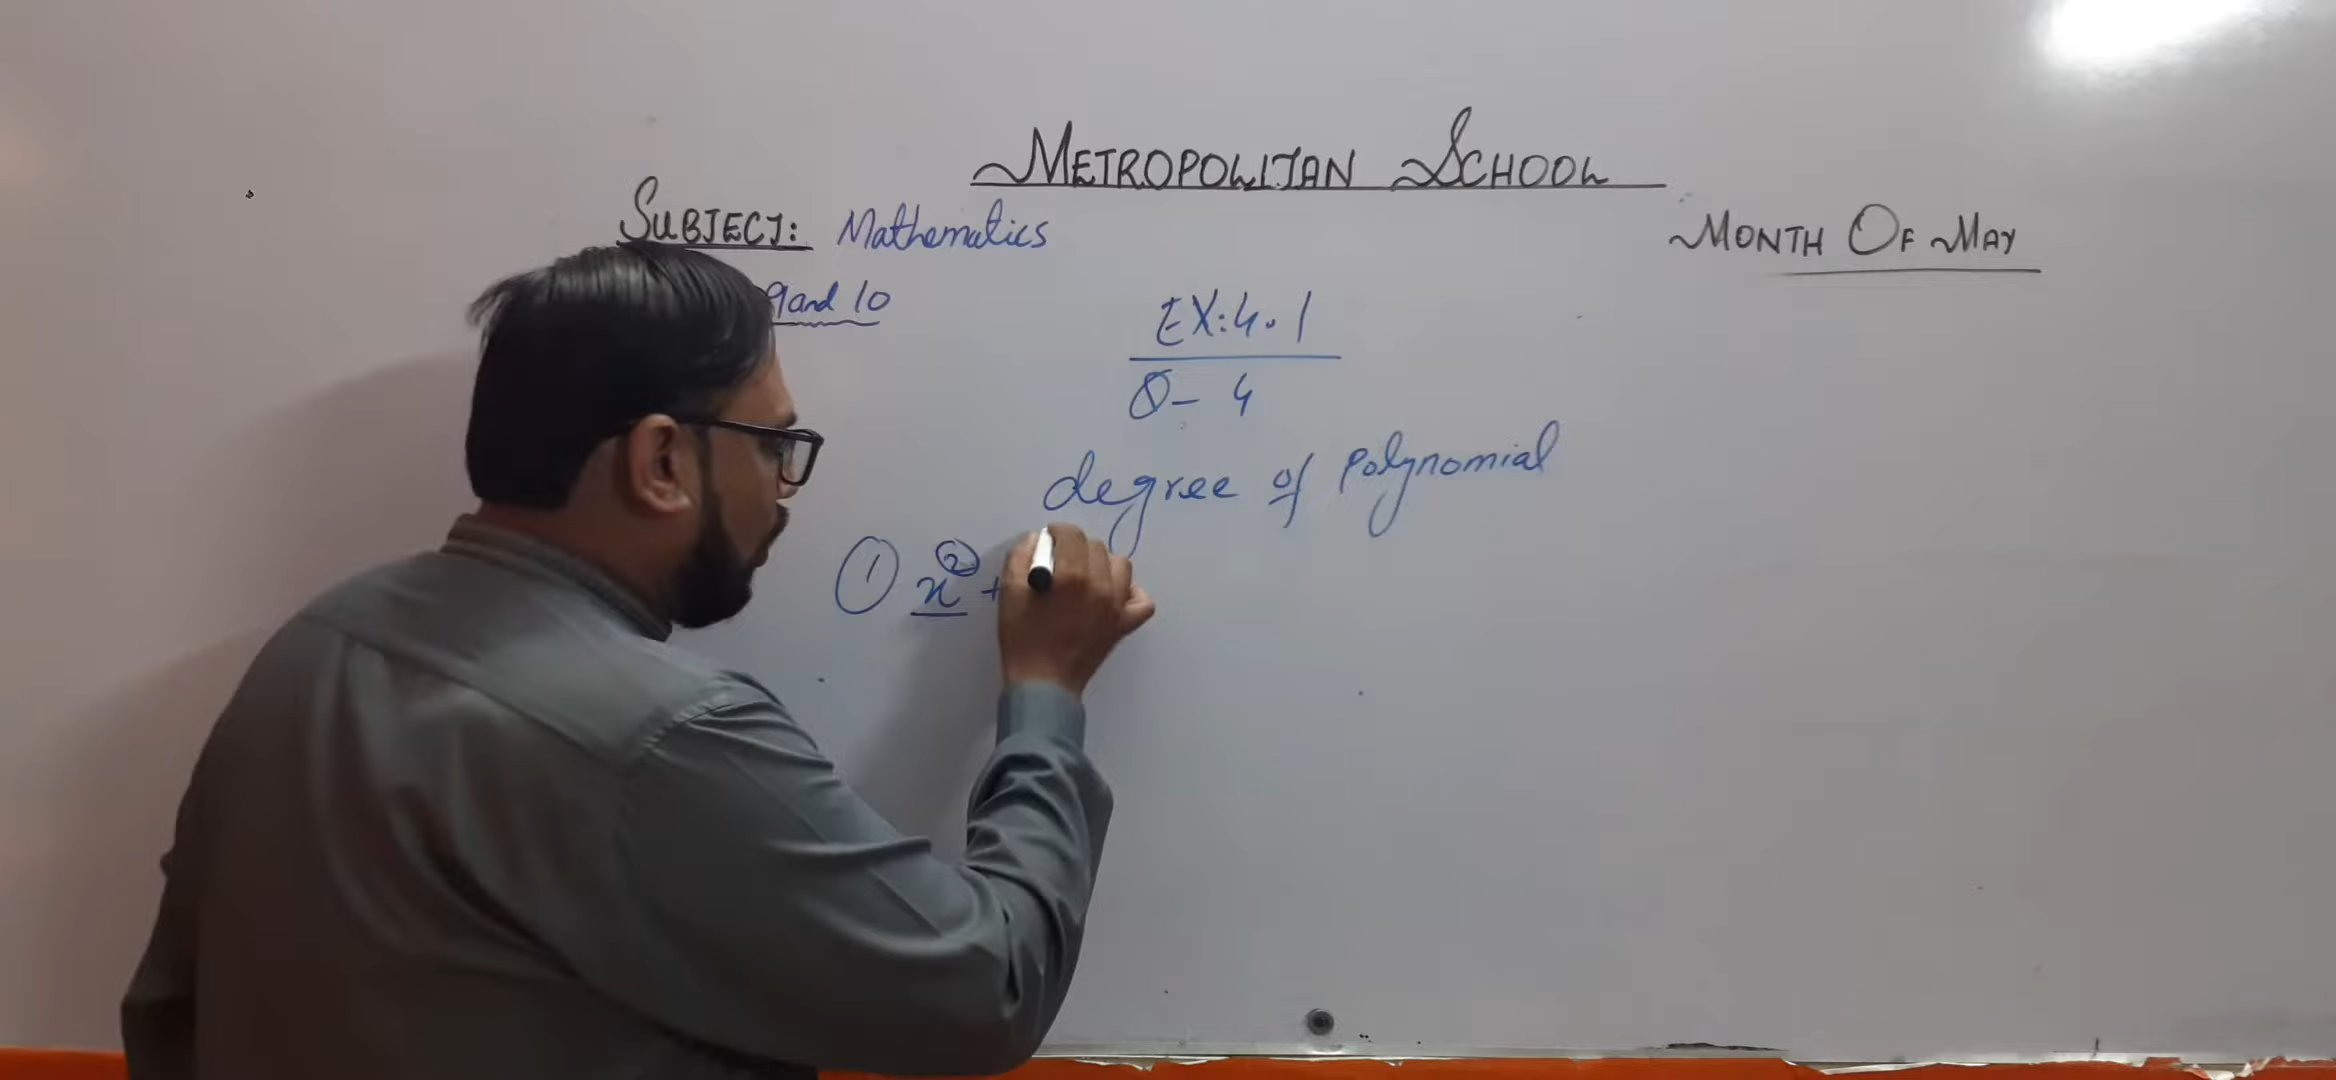 METROPOLITAN SCHOOL
SUBJECT: Mathematics
MONTH OF MAY
9 and 10
EX: 4.1
Q- 4
degree of polynomial
① x² +